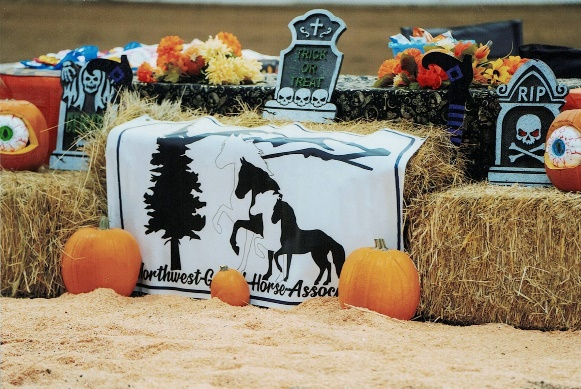 TRICK
OR
TREAT
RIP
Northwest G Horse Assoc